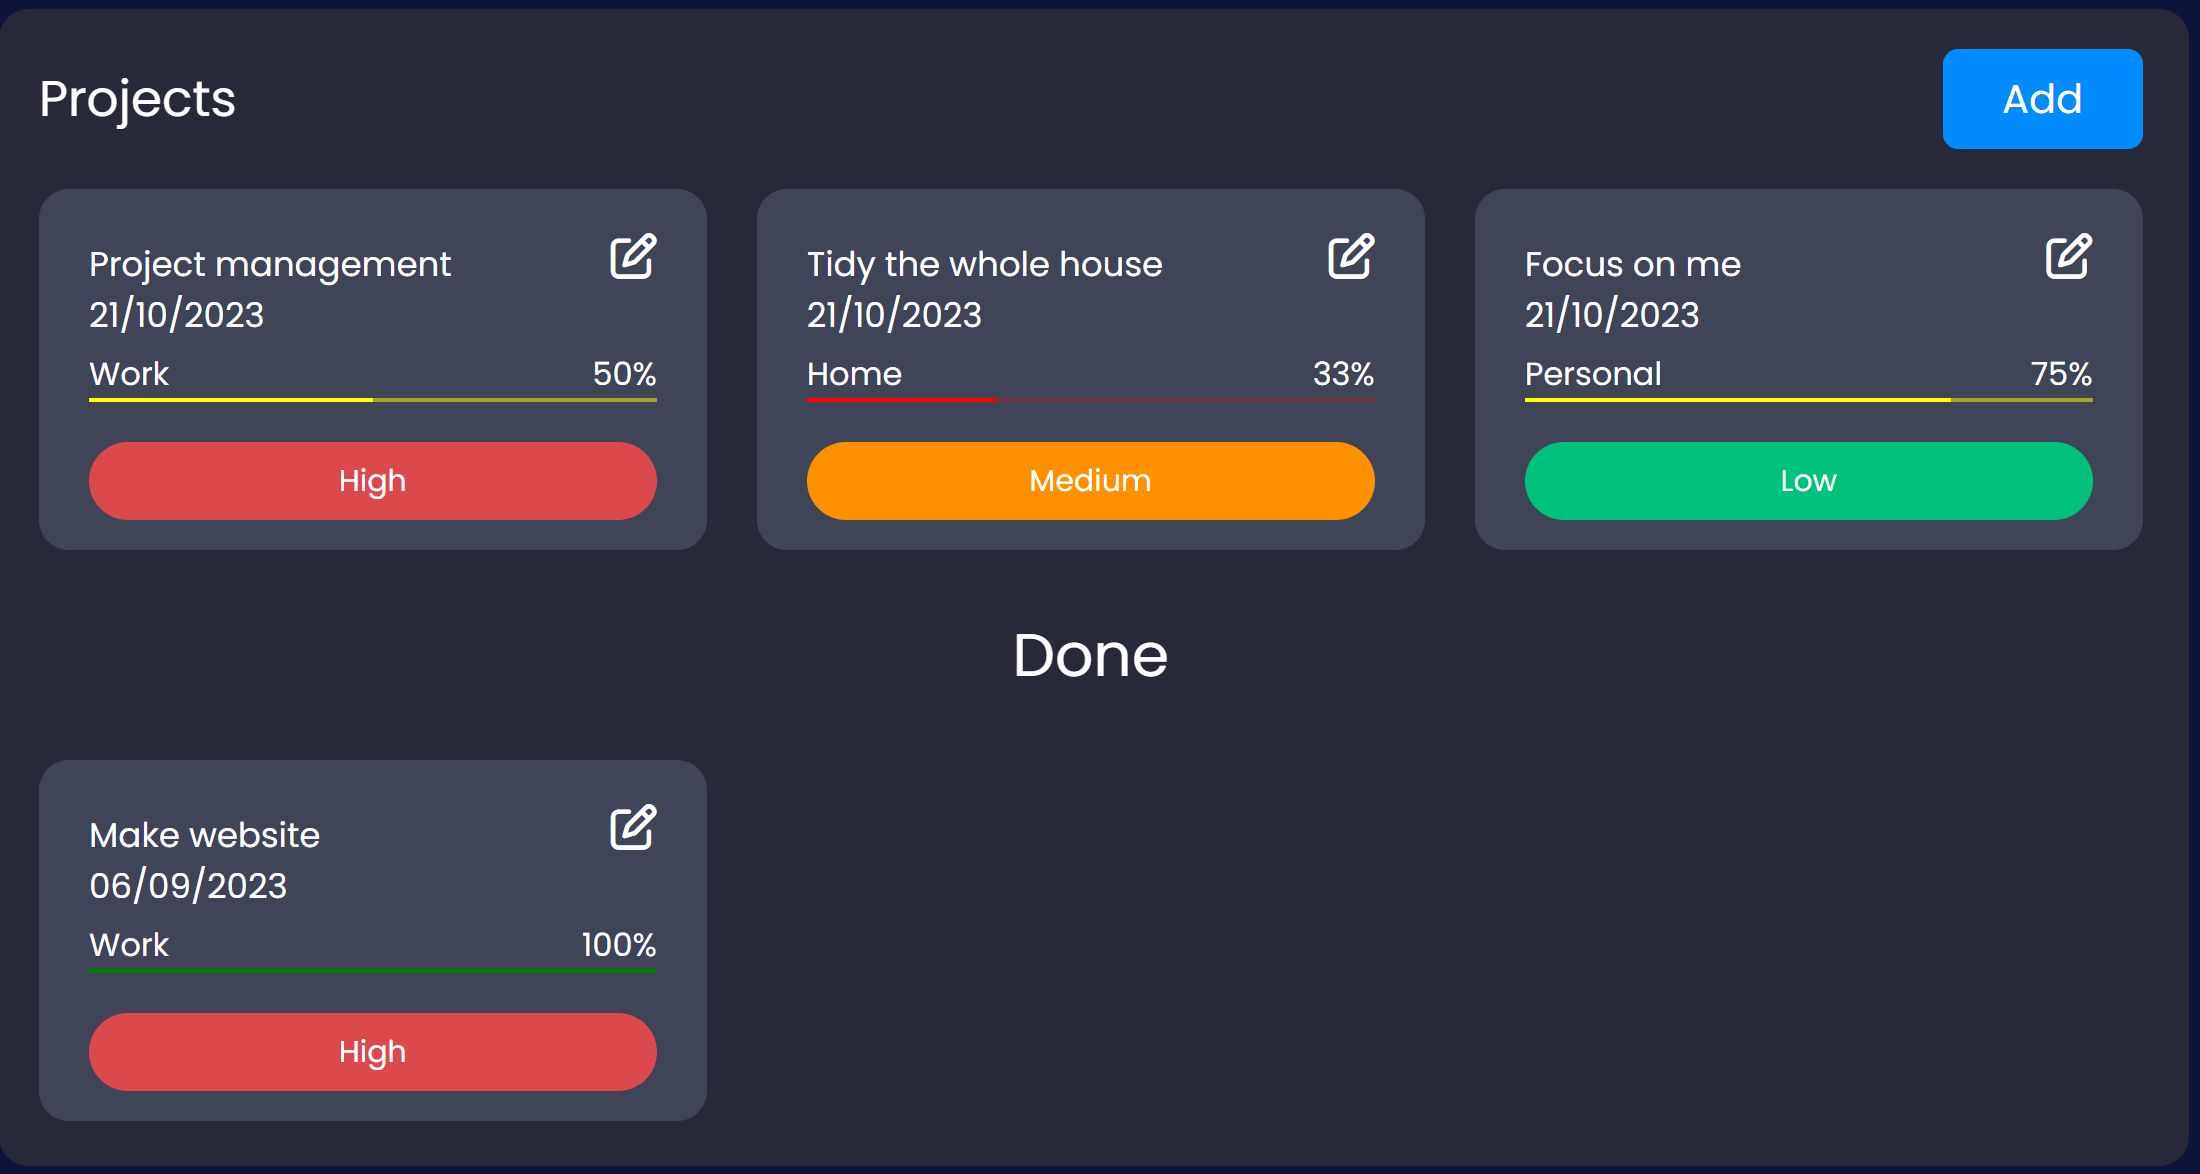 Projects
Add
Project management
21/10/2023
Work 50%
High
Tidy the whole house
21/10/2023
Home 33%
Medium
Focus on me
21/10/2023
Personal 75%
Low
Done
Make website
06/09/2023
Work 100%
High